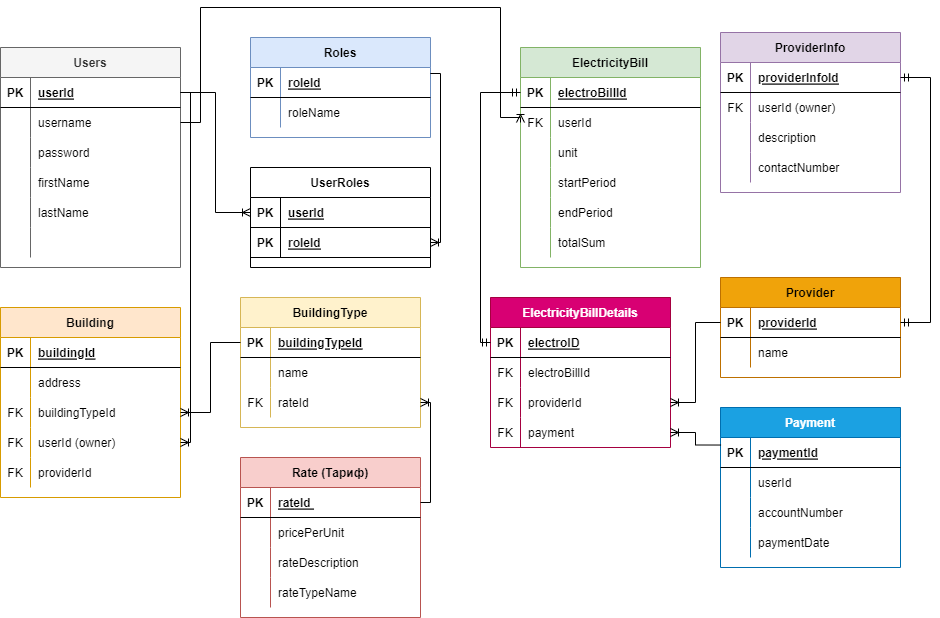 Users
PK userId
username
password
firstName
lastName
Roles
PK roleId
roleName
UserRoles
PK userId
PK roleId
ElectricityBill
PK electroBillId
FK userId
unit
startPeriod
endPeriod
totalSum
ProviderInfo
PK providerInfoId
FK userId (owner)
description
contactNumber
Building
PK buildingId
address
FK buildingTypeId
FK userId (owner)
FK providerId
BuildingType
PK buildingTypeId
name
FK rateId
Rate (Тариф)
PK rateId
pricePerUnit
rateDescription
rateTypeName
ElectricityBillDetails
PK electroID
FK electroBillId
FK providerId
FK payment
Provider
PK providerId
name
Payment
PK paymentId
userId
accountNumber
paymentDate